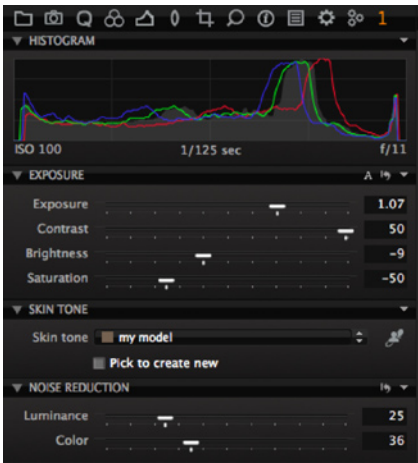 1
HISTOGRAM
ISO 100 1/125 sec f/11
EXPOSURE A
Exposure 1.07
Contrast 50
Brightness -9
Saturation -50
SKIN TONE
Skin tone my model
Pick to create new
NOISE REDUCTION
Luminance 25
Color 36